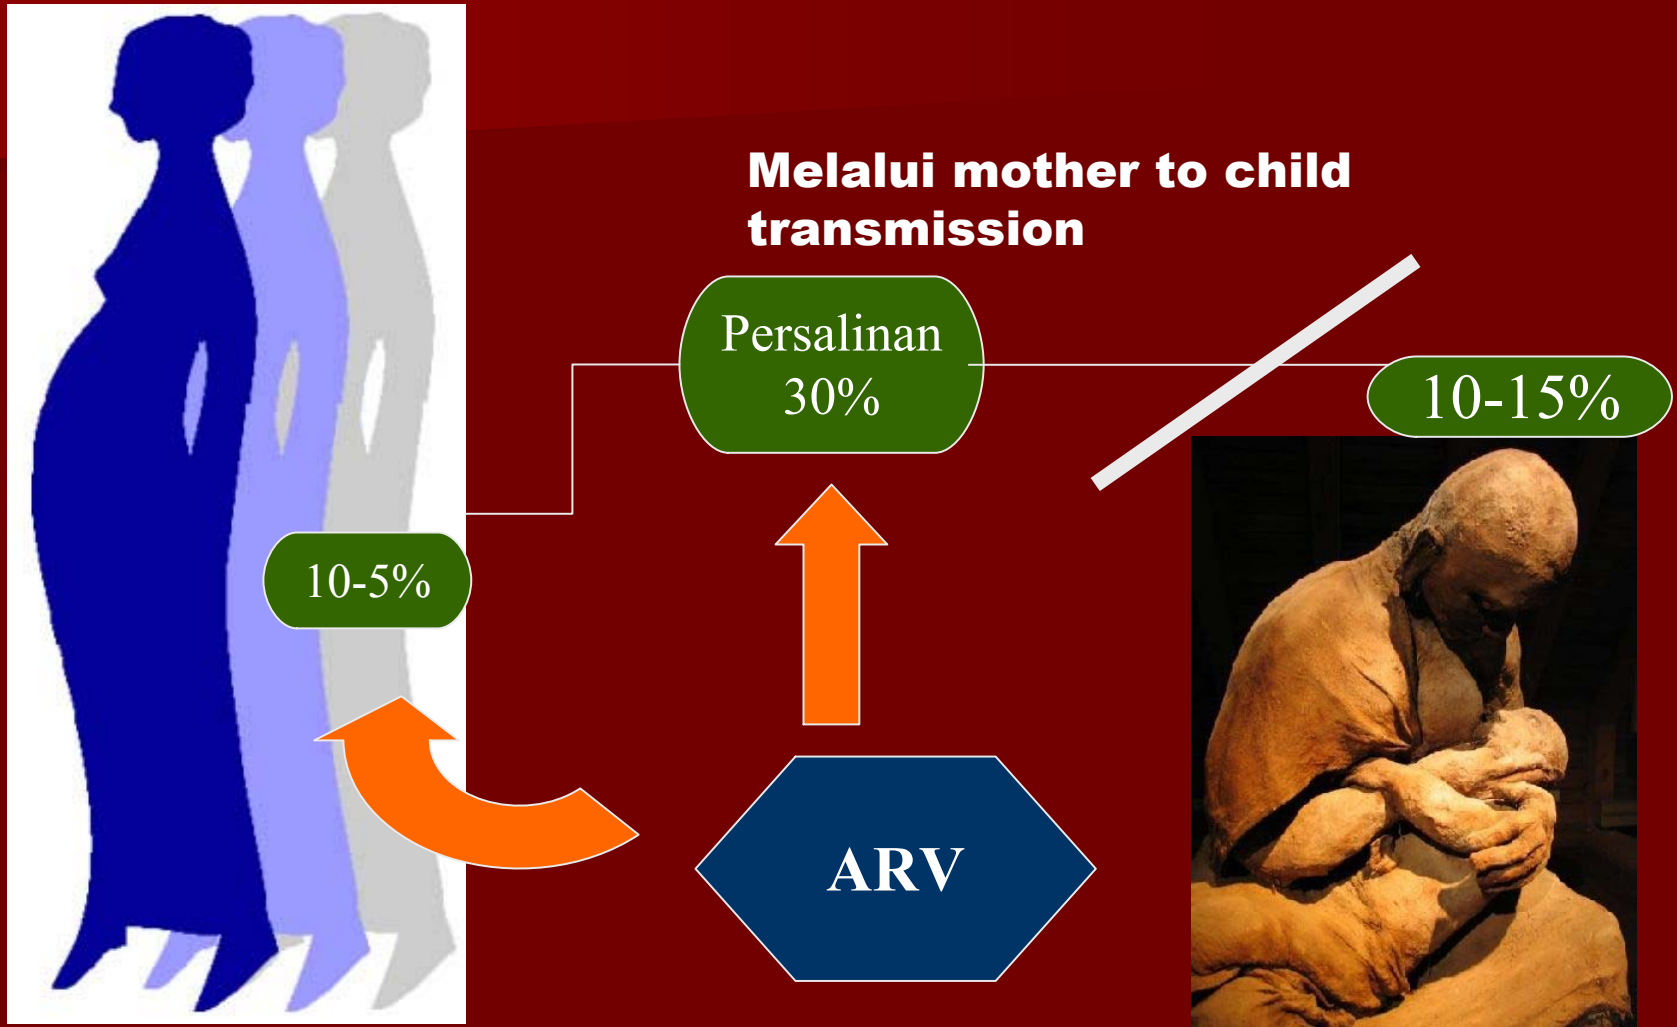 Melalui mother to child
transmission
Persalinan
30%
10-15%
10-5%
ARV